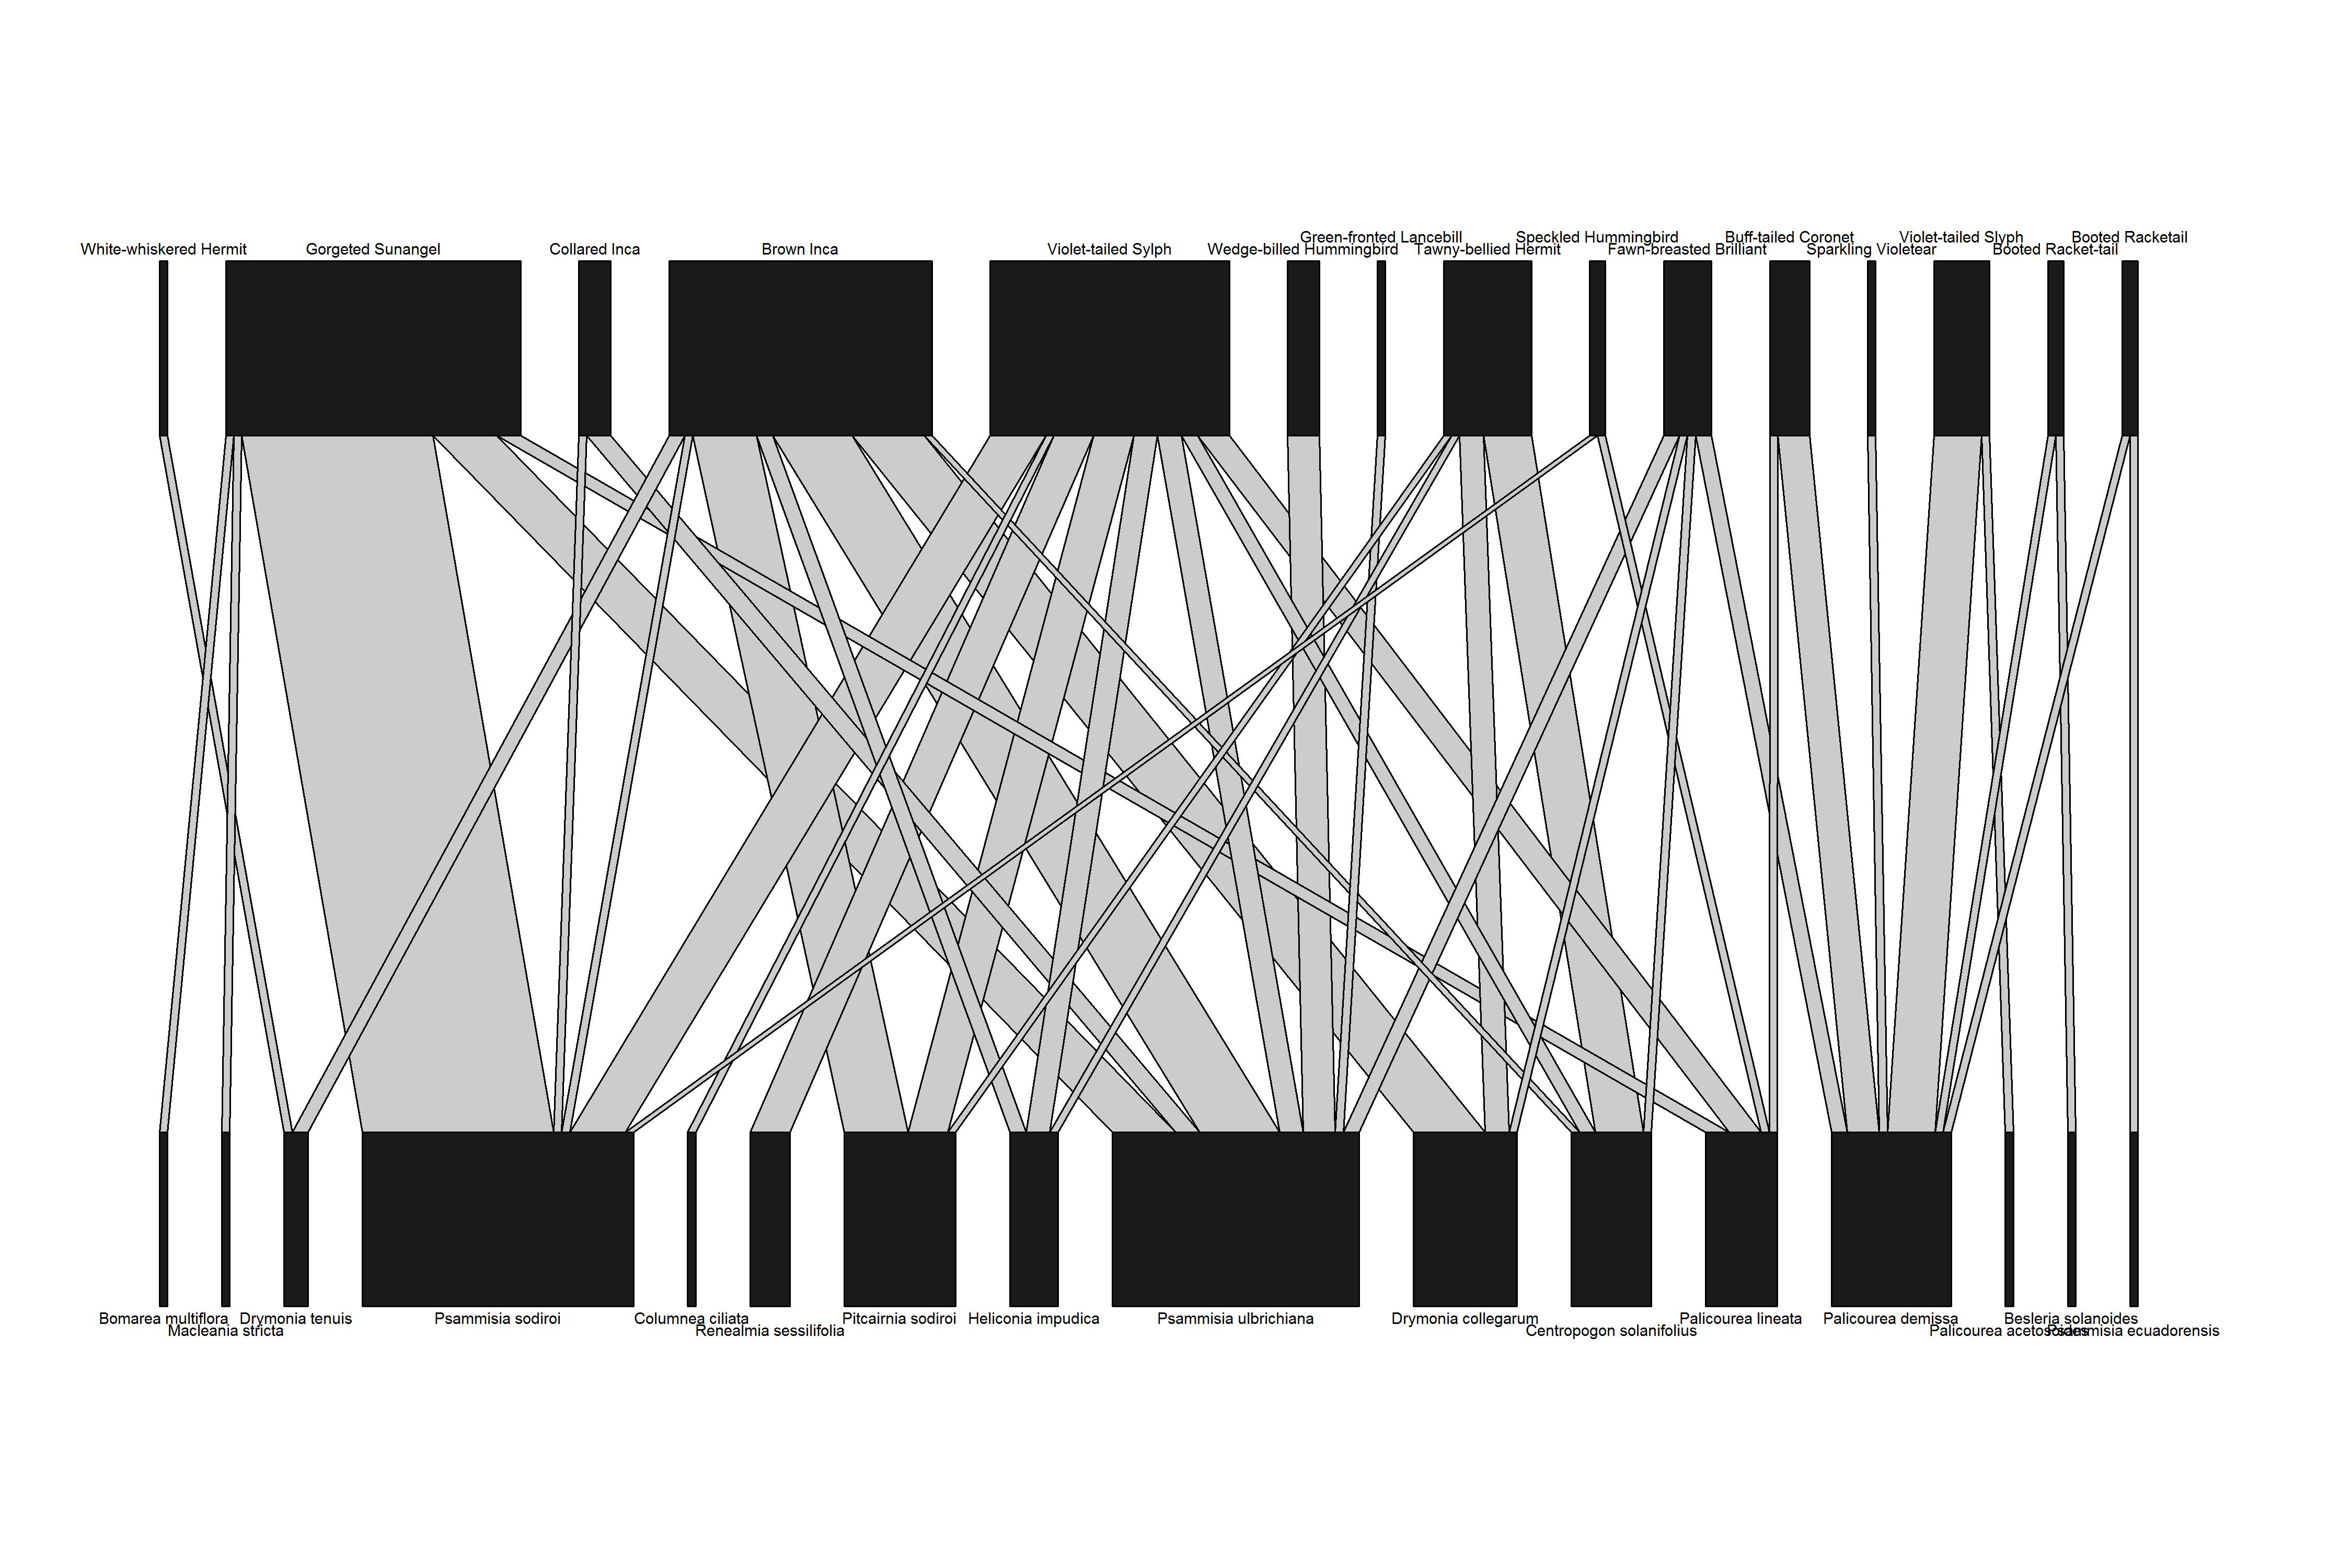 Green-fronted Lancebill
Speckled Hummingbird
Buff-tailed Coronet
Violet-tailed Slyph
Booted Racketail
White-whiskered Hermit
Gorgeted Sunangel
Collared Inca
Brown Inca
Violet-tailed Sylph
Wedge-billed Hummingbird
Tawny-bellied Hermit
Fawn-breasted Brilliant
Sparkling Violetear
Booted Racket-tail
Bomarea multiflora
Drymonia tenuis
Psammisia sodiroi
Columnea ciliata
Pitcairnia sodiroi
Heliconia impudica
Psammisia ulbrichiana
Drymonia collegarum
Palicourea lineata
Palicourea demissa
Besleria solanoides
Macleania stricta
Renealmia sessilifolia
Centropogon solanifolius
Palicourea acetosoides
Psammisia ecuadorensis